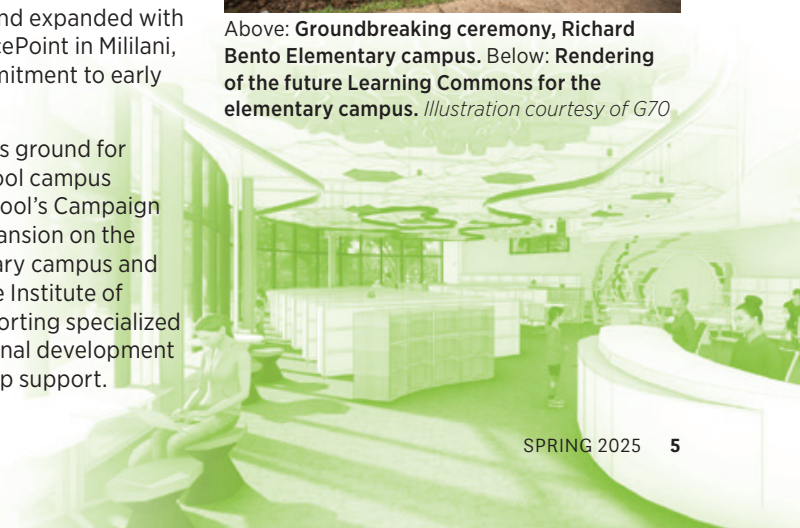 nd expanded with
cePoint in Mililani,
mitment to early
s ground for
ool campus
ool's Campaign
ansion on the
ary campus and
e Institute of
orting specialized
nal development
p support.
Above: Groundbreaking ceremony, Richard
Bento Elementary campus. Below: Rendering
of the future Learning Commons for the
elementary campus. Illustration courtesy of G70
SPRING 2025 5